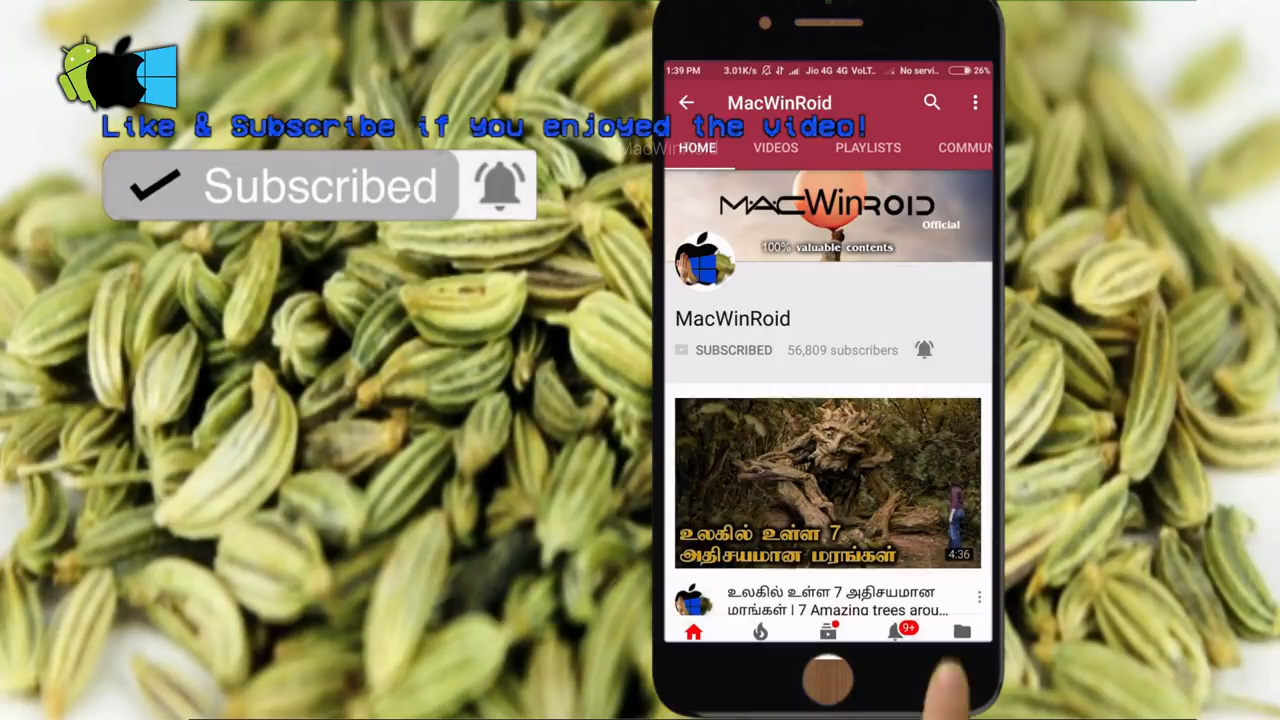 Like & Subscribe if you enjoyed the video!
Subscribed
1:39 PM 3.01K/s Jio 4G 4G VoLT.. No servi.. 26%
MacWinRoid
MacWinRoid
HOME VIDEOS PLAYLISTS COMMUN
MACWINROID
Official
100% valuable contents
MacWinRoid
SUBSCRIBED 56,809 subscribers
உலகில் உள்ள 7
அதிசயமான மரங்கள்
4:36
உலகில் உள்ள 7 அதிசயமான
மரங்கள் | 7 Amazing trees arou...
9+